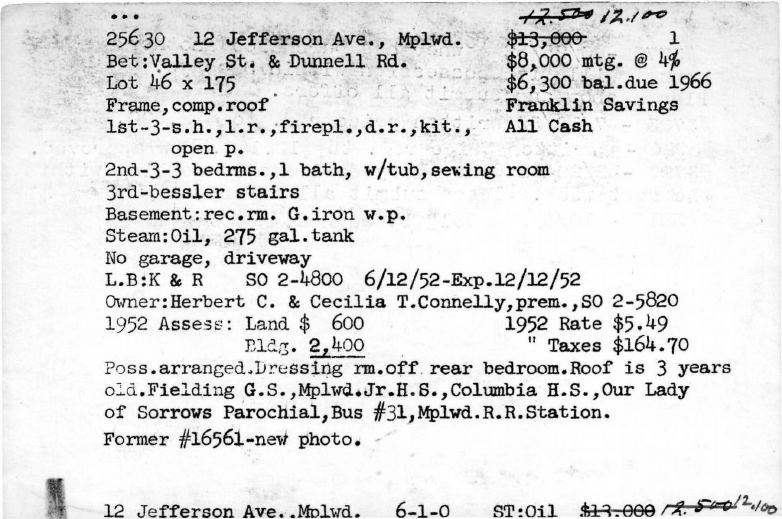 ...
12,500 12,100
25630 12 Jefferson Ave., Mplwd. $13,000 1
Bet:Valley St. & Dunnell Rd. $8,000 mtg. @ 4%
Lot 46 x 175 $6,300 bal.due 1966
Frame,comp.roof Franklin Savings
1st-3-s.h.,l.r.,firepl.,d.r.,kit., All Cash
open p.
2nd-3-3 bedrms.,1 bath, w/tub,sewing room
3rd-bessler stairs
Basement:rec.rm. G.iron w.p.
Steam:Oil, 275 gal.tank
No garage, driveway
L.B:K & R SO 2-4800 6/12/52-Exp.12/12/52
Owner:Herbert C. & Cecilia T.Connelly,prem.,SO 2-5820
1952 Assess: Land $ 600 1952 Rate $5.49
Bldg. 2,400 " Taxes $164.70
Poss.arranged.Dressing rm.off rear bedroom.Roof is 3 years
old.Fielding G.S.,Mplwd.Jr.H.S.,Columbia H.S.,Our Lady
of Sorrows Parochial,Bus #31,Mplwd.R.R.Station.
Former #16561-new photo.
12 Jefferson Ave.,Mplwd. 6-1-0 ST:Oil $13,000 12,500 12,100